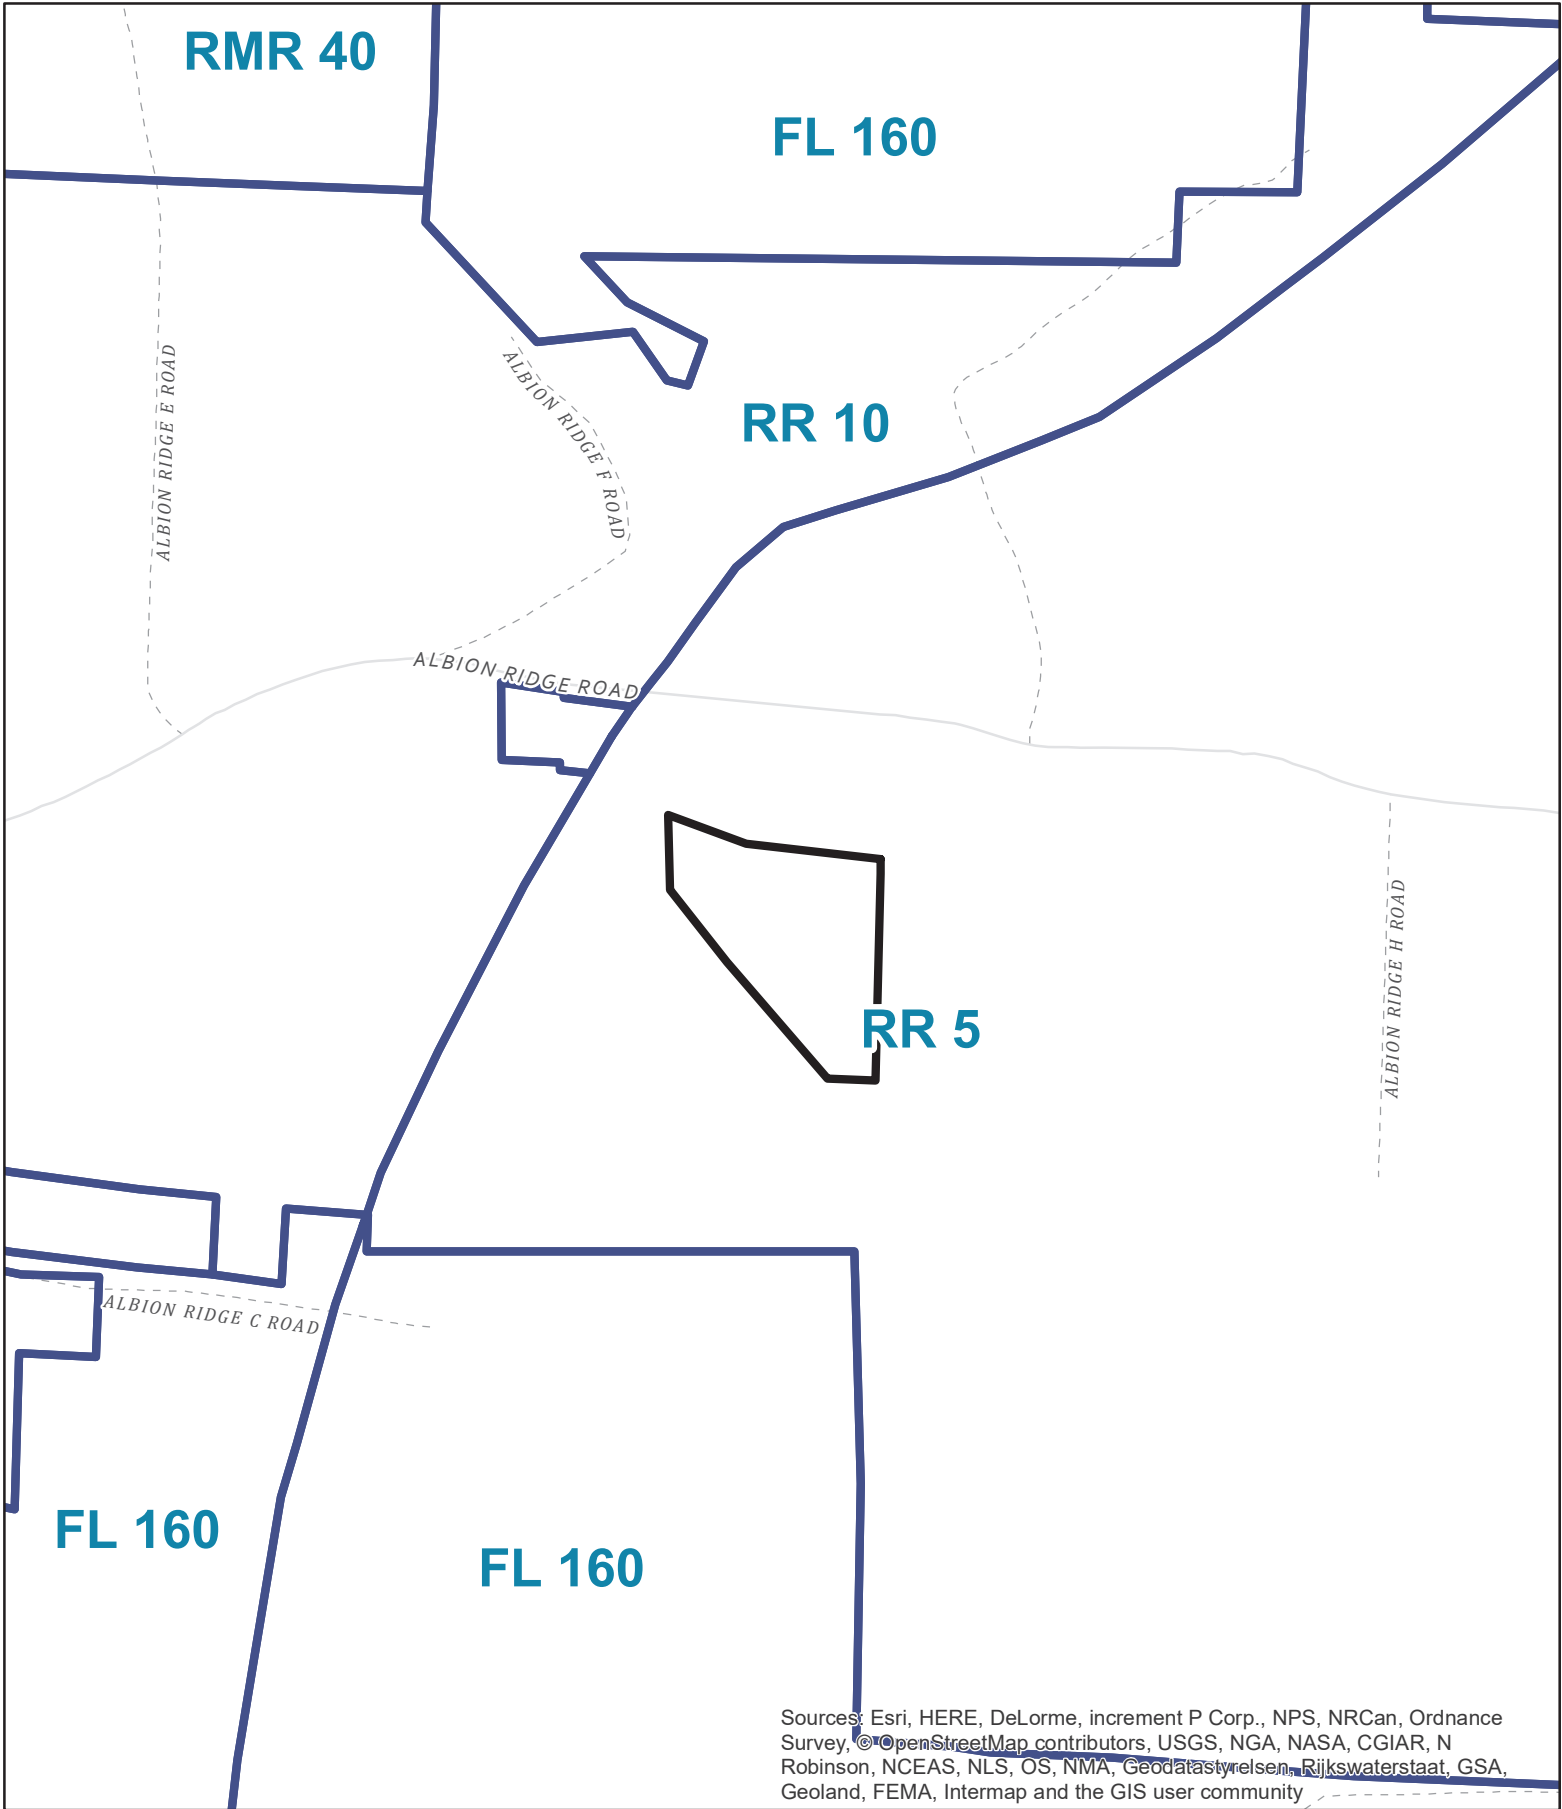 RMR 40
FL 160
ALBION RIDGE E ROAD
ALBION RIDGE F ROAD
RR 10
ALBION RIDGE ROAD
RR 5
ALBION RIDGE H ROAD
ALBION RIDGE C ROAD
FL 160
FL 160
Sources: Esri, HERE, DeLorme, increment P Corp., NPS, NRCan, Ordnance
Survey, © OpenStreetMap contributors, USGS, NGA, NASA, CGIAR, N
Robinson, NCEAS, NLS, OS, NMA, Geodatastyrelsen, Rijkswaterstaat, GSA,
Geoland, FEMA, Intermap and the GIS user community